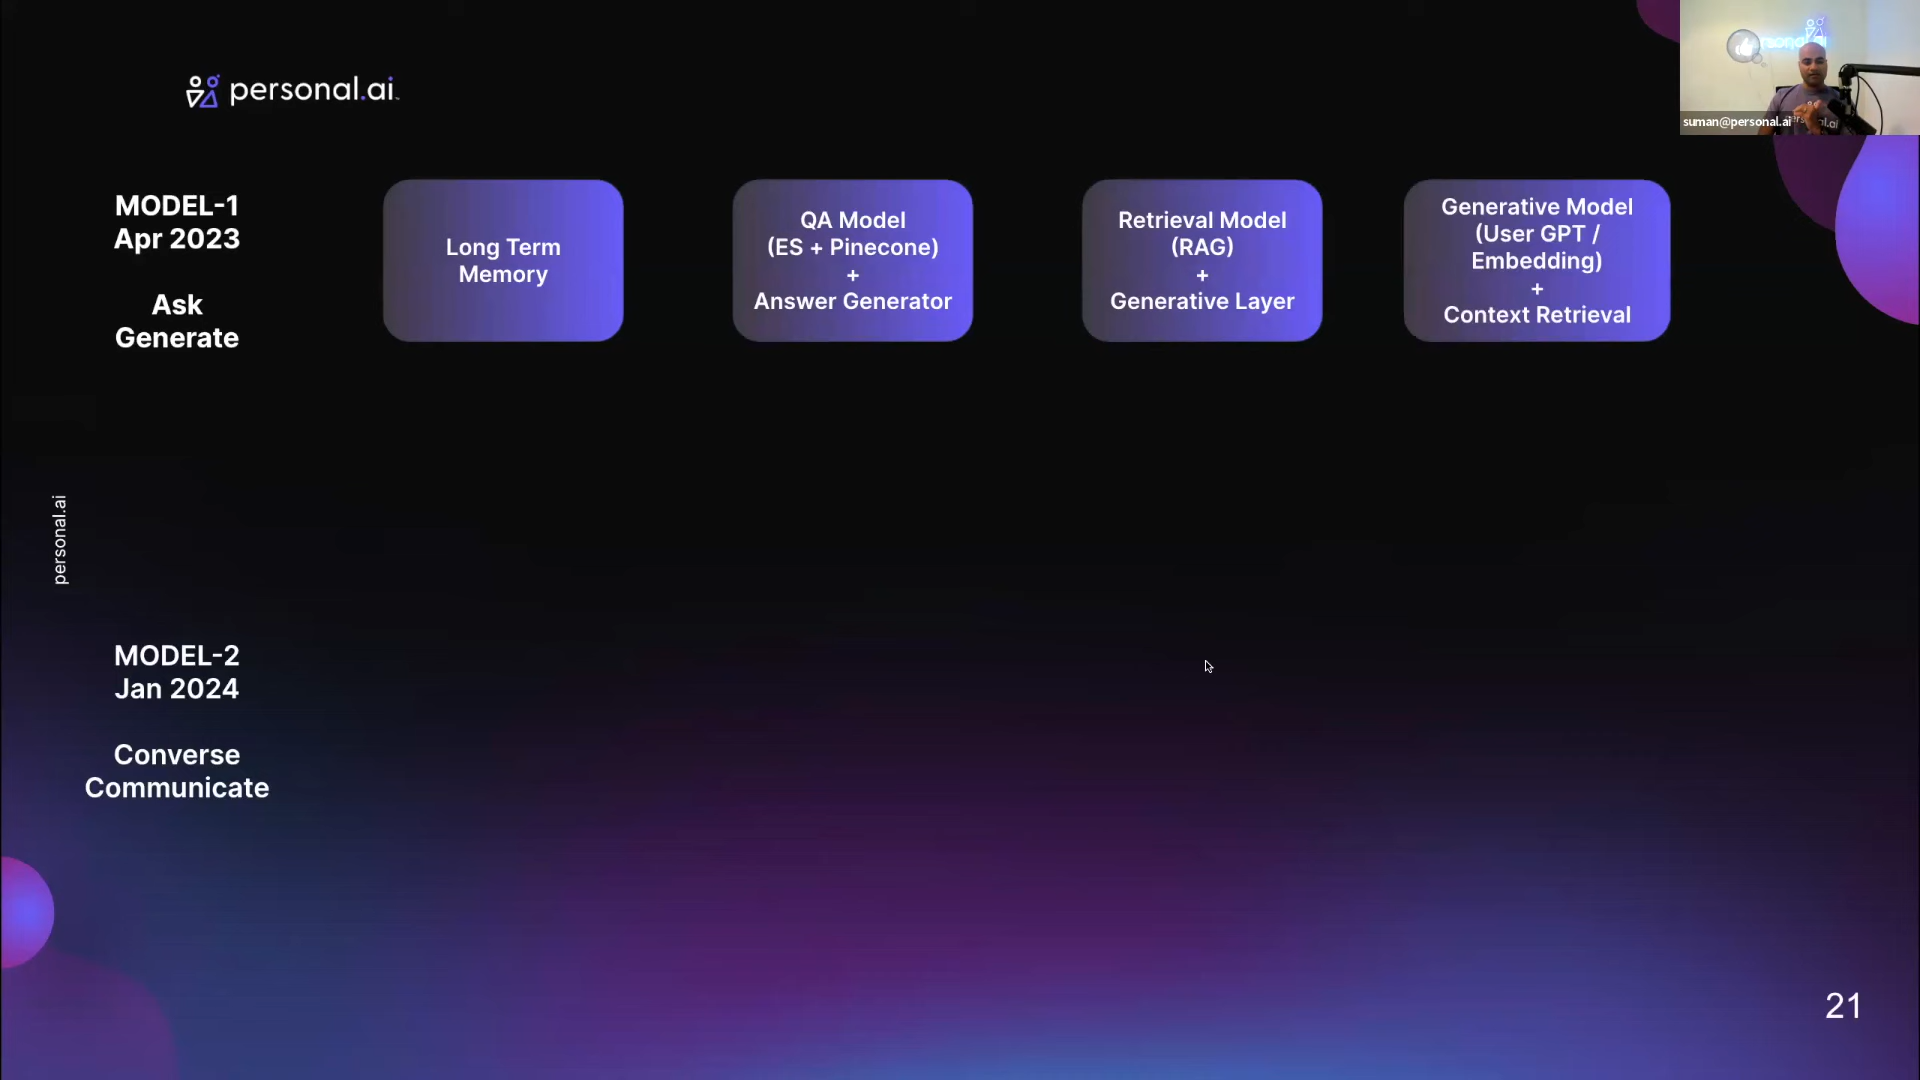 personal.ai
suman@personal.ai
MODEL-1
Apr 2023
Ask
Generate
Long Term
Memory
QA Model
(ES + Pinecone)
+
Answer Generator
Retrieval Model
(RAG)
+
Generative Layer
Generative Model
(User GPT /
Embedding)
+
Context Retrieval
personal.ai
MODEL-2
Jan 2024
Converse
Communicate
21